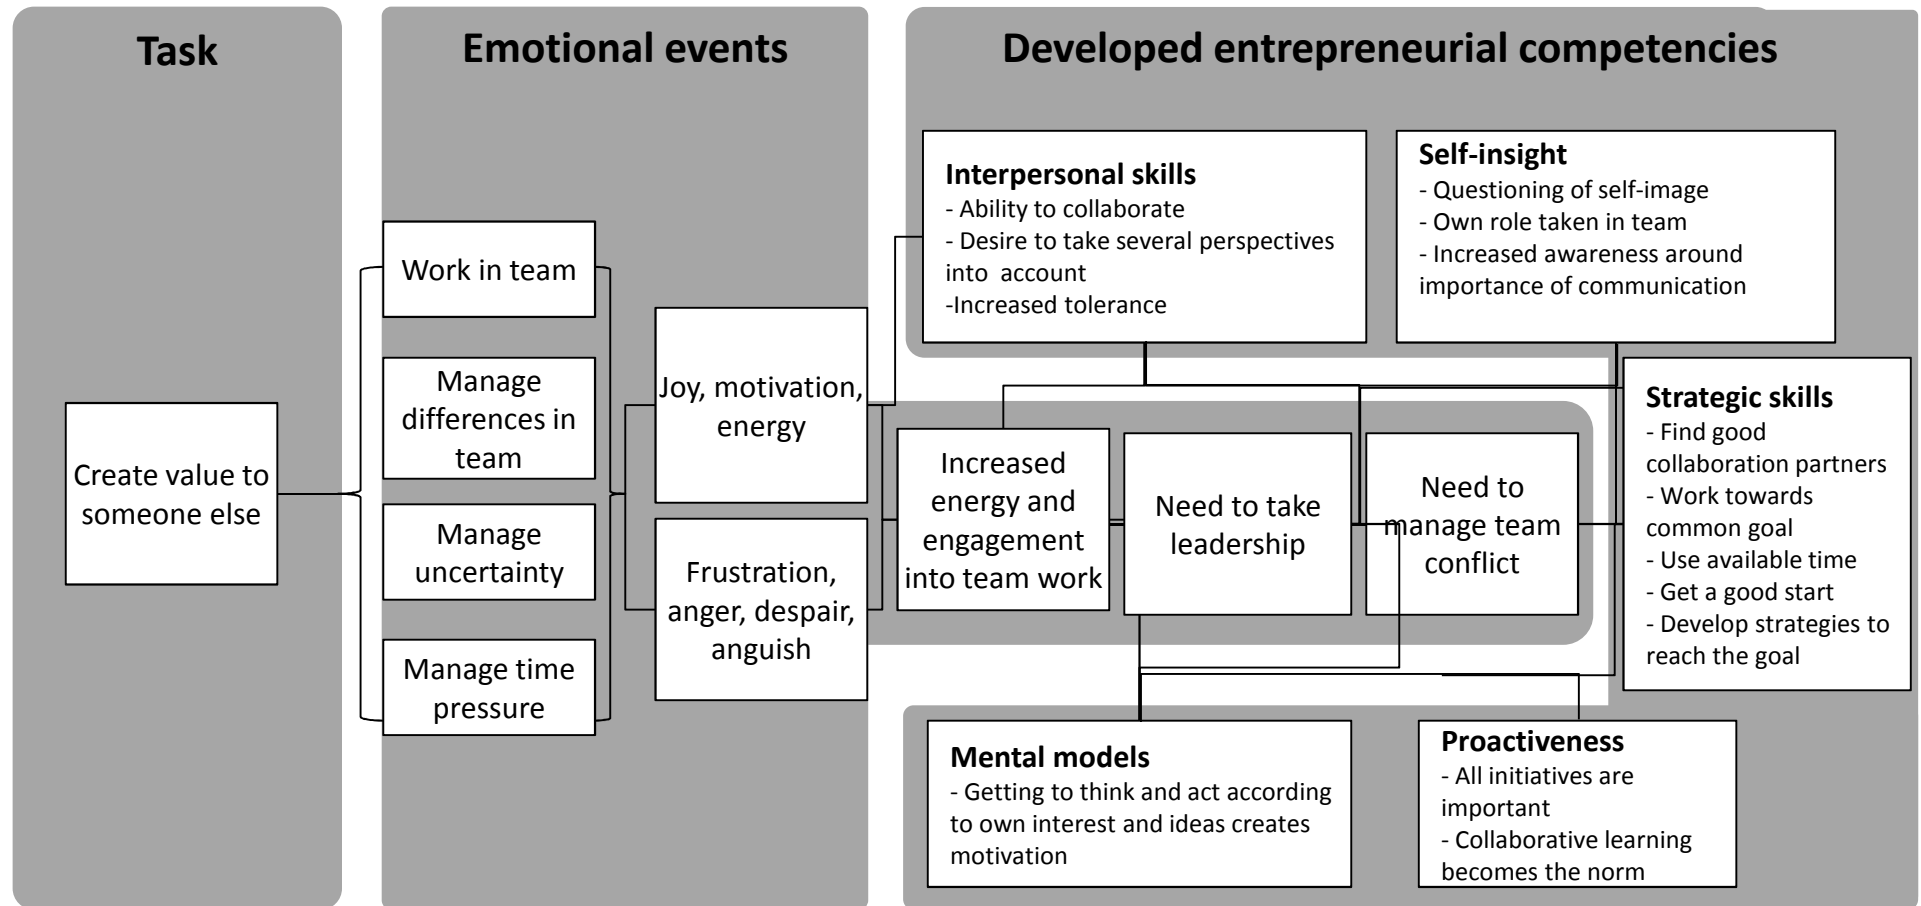 Task
Emotional events
Developed entrepreneurial competencies
Create value to
someone else
Work in team
Manage
differences in
team
Manage
uncertainty
Manage time
pressure
Joy, motivation,
energy
Frustration,
anger, despair,
anguish
Increased
energy and
engagement
into team work
Need to take
leadership
Need to
manage team
conflict
Interpersonal skills
- Ability to collaborate
- Desire to take several perspectives
into  account
-Increased tolerance
Self-insight
- Questioning of self-image
- Own role taken in team
- Increased awareness around
importance of communication
Strategic skills
- Find good
collaboration partners
- Work towards
common goal
- Use available time
- Get a good start
- Develop strategies to
reach the goal
Mental models
- Getting to think and act according
to own interest and ideas creates
motivation
Proactiveness
- All initiatives are
important
- Collaborative learning
becomes the norm